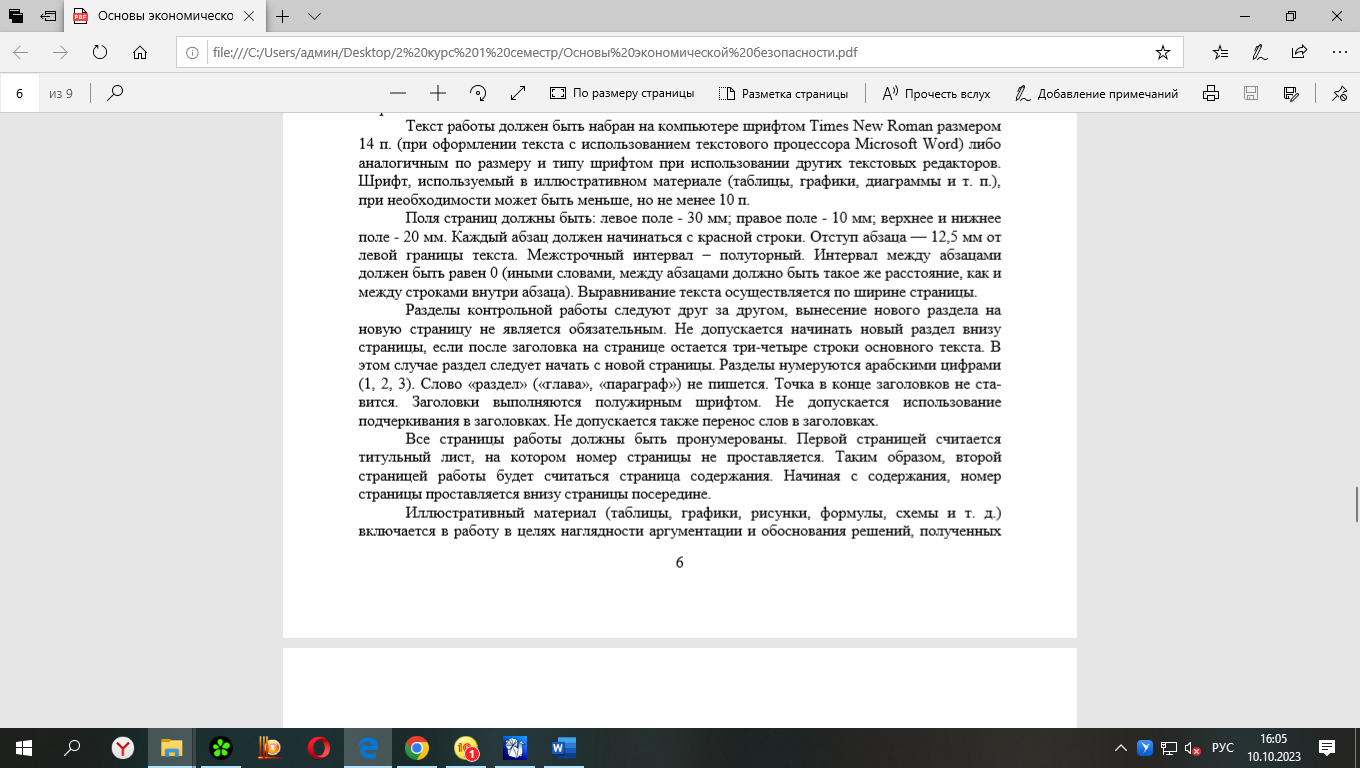 Основы экономическо
file:///C:/Users/админ/Desktop/2%20курс%201%20семестр/Основы%20экономической%20безопасности.pdf
6 из 9 По размеру страницы Разметка страницы Прочесть вслух Добавление примечаний
Текст работы должен быть набран на компьютере шрифтом Times New Roman размером
14 п. (при оформлении текста с использованием текстового процессора Microsoft Word) либо
аналогичным по размеру и типу шрифтом при использовании других текстовых редакторов.
Шрифт, используемый в иллюстративном материале (таблицы, графики, диаграммы и т. п.),
при необходимости может быть меньше, но не менее 10 п.
Поля страниц должны быть: левое поле - 30 мм; правое поле - 10 мм; верхнее и нижнее
поле - 20 мм. Каждый абзац должен начинаться с красной строки. Отступ абзаца — 12,5 мм от
левой границы текста. Межстрочный интервал – полуторный. Интервал между абзацами
должен быть равен 0 (иными словами, между абзацами должно быть такое же расстояние, как и
между строками внутри абзаца). Выравнивание текста осуществляется по ширине страницы.
Разделы контрольной работы следуют друг за другом, вынесение нового раздела на
новую страницу не является обязательным. Не допускается начинать новый раздел внизу
страницы, если после заголовка на странице остается три-четыре строки основного текста. В
этом случае раздел следует начать с новой страницы. Разделы нумеруются арабскими цифрами
(1, 2, 3). Слово «раздел» («глава», «параграф») не пишется. Точка в конце заголовков не ста-
вится. Заголовки выполняются полужирным шрифтом. Не допускается использование
подчеркивания в заголовках. Не допускается также перенос слов в заголовках.
Все страницы работы должны быть пронумерованы. Первой страницей считается
титульный лист, на котором номер страницы не проставляется. Таким образом, второй
страницей работы будет считаться страница содержания. Начиная с содержания, номер
страницы проставляется внизу страницы посередине.
Иллюстративный материал (таблицы, графики, рисунки, формулы, схемы и т. д.)
включается в работу в целях наглядности аргументации и обоснования решений, полученных
6
РУС
16:05
10.10.2023